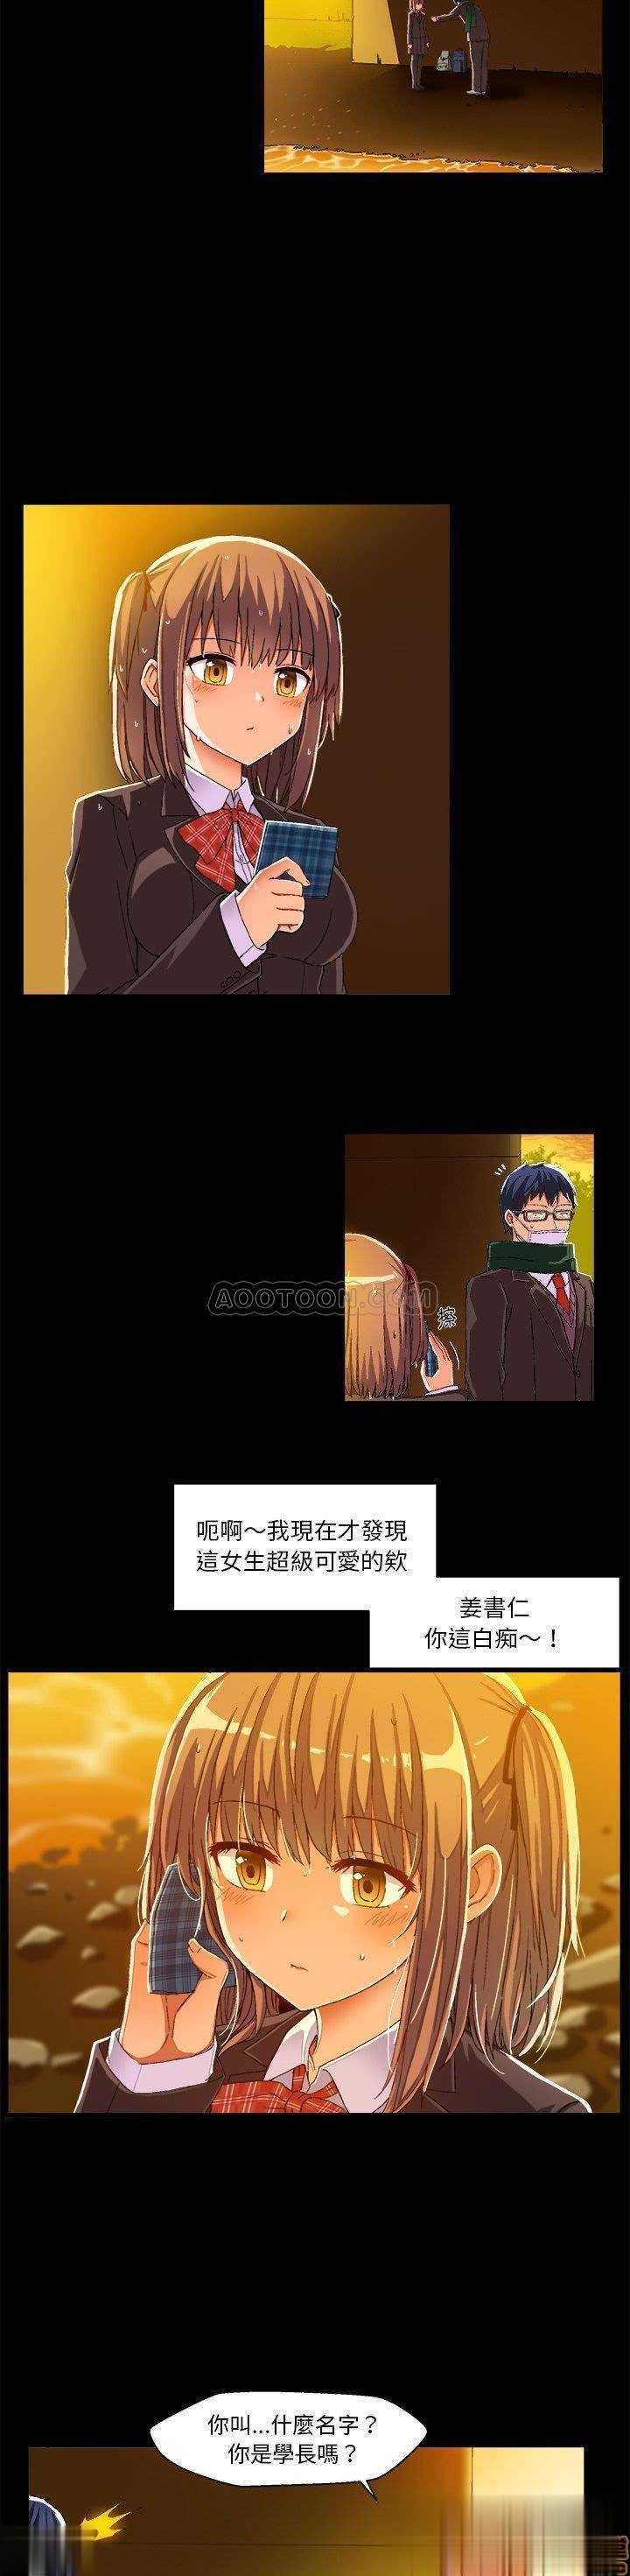 AOOTOON.COM
擦
呃啊～我現在才發現
這女生超級可愛的欸
姜書仁
你這白痴～！
你叫...什麼名字？
你是學長嗎？